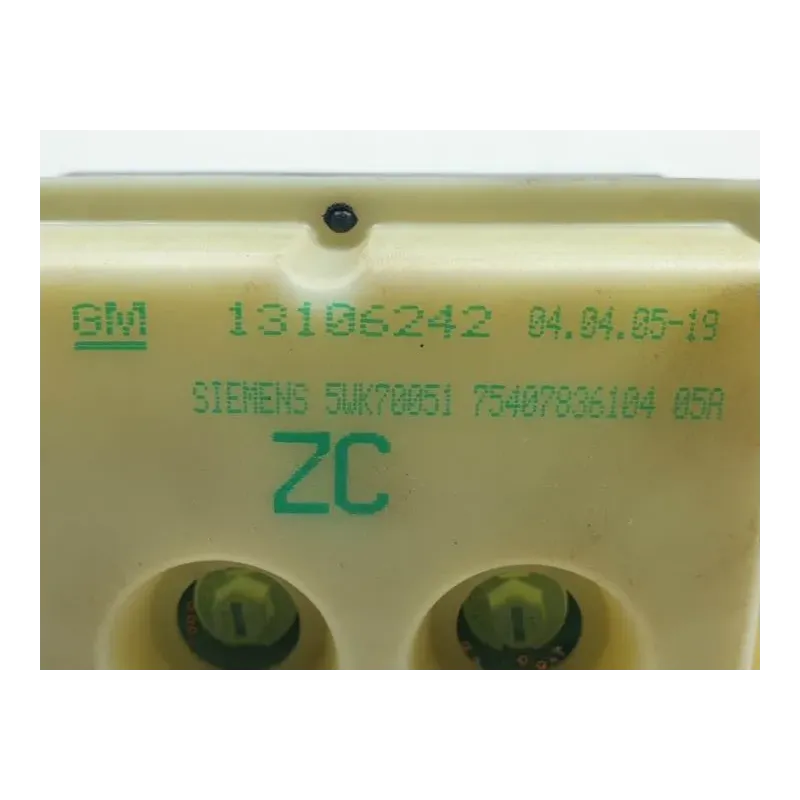 GM 13106242 04.04.05-19
SIEMENS 5WK70051 75407836104 05A
ZC